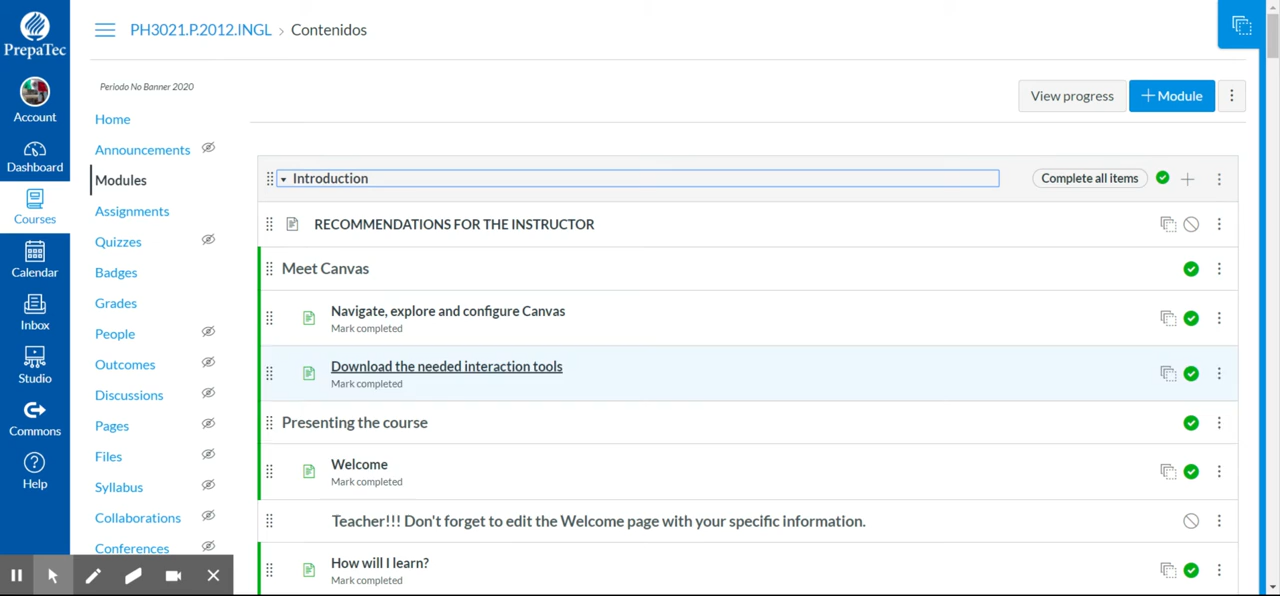 PrepaTec
Account
Dashboard
Courses
Calendar
Inbox
Studio
Commons
Help
PH3021.P.2012.INGL › Contenidos
Periodo No Banner 2020
Home
Announcements
Modules
Assignments
Quizzes
Badges
Grades
People
Outcomes
Discussions
Pages
Files
Syllabus
Collaborations
Conferences
View progress
+ Module
Introduction
Complete all items
RECOMMENDATIONS FOR THE INSTRUCTOR
Meet Canvas
Navigate, explore and configure Canvas
Mark completed
Download the needed interaction tools
Mark completed
Presenting the course
Welcome
Mark completed
Teacher!!! Don't forget to edit the Welcome page with your specific information.
How will I learn?
Mark completed